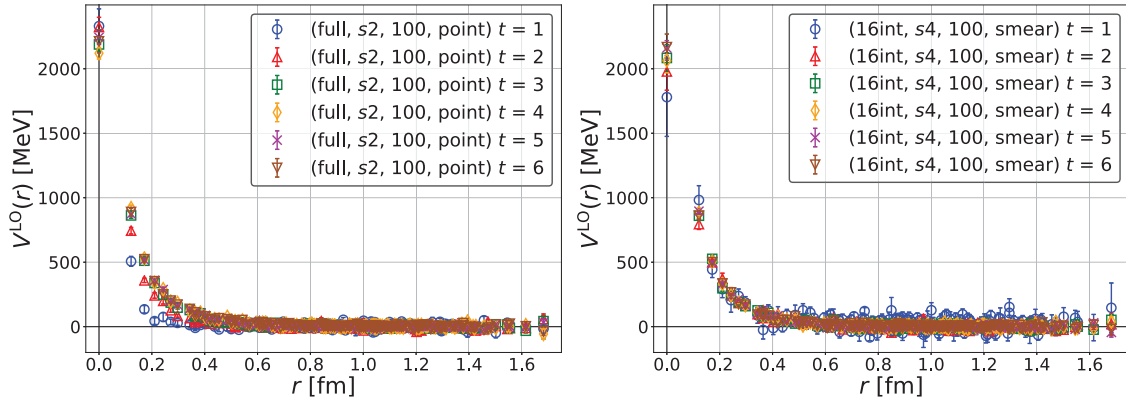 2000
1500
1000
500
0
V^LO(r) [MeV]
0.0 0.2 0.4 0.6 0.8 1.0 1.2 1.4 1.6
r [fm]
(full, s2, 100, point) t = 1
(full, s2, 100, point) t = 2
(full, s2, 100, point) t = 3
(full, s2, 100, point) t = 4
(full, s2, 100, point) t = 5
(full, s2, 100, point) t = 6
2000
1500
1000
500
0
V^LO(r) [MeV]
0.0 0.2 0.4 0.6 0.8 1.0 1.2 1.4 1.6
r [fm]
(16int, s4, 100, smear) t = 1
(16int, s4, 100, smear) t = 2
(16int, s4, 100, smear) t = 3
(16int, s4, 100, smear) t = 4
(16int, s4, 100, smear) t = 5
(16int, s4, 100, smear) t = 6